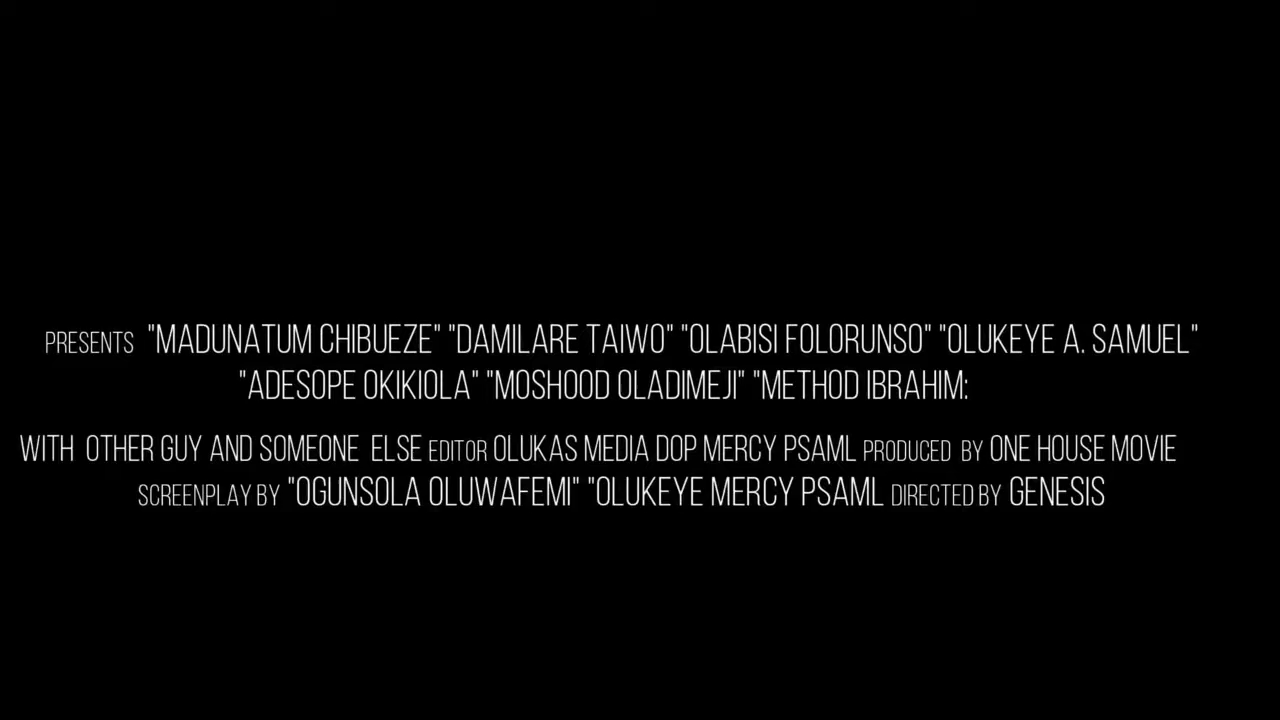 PRESENTS "MADUNATUM CHIBUEZE" "DAMILARE TAIWO" "OLABISI FOLORUNSO" "OLUKEYE A. SAMUEL"
"ADESOPE OKIKIOLA" "MOSHOOD OLADIMEJI" "METHOD IBRAHIM:
WITH OTHER GUY AND SOMEONE ELSE EDITOR OLUKAS MEDIA DOP MERCY PSAML PRODUCED BY ONE HOUSE MOVIE
SCREENPLAY BY "OGUNSOLA OLUWAFEMI" "OLUKEYE MERCY PSAML DIRECTED BY GENESIS